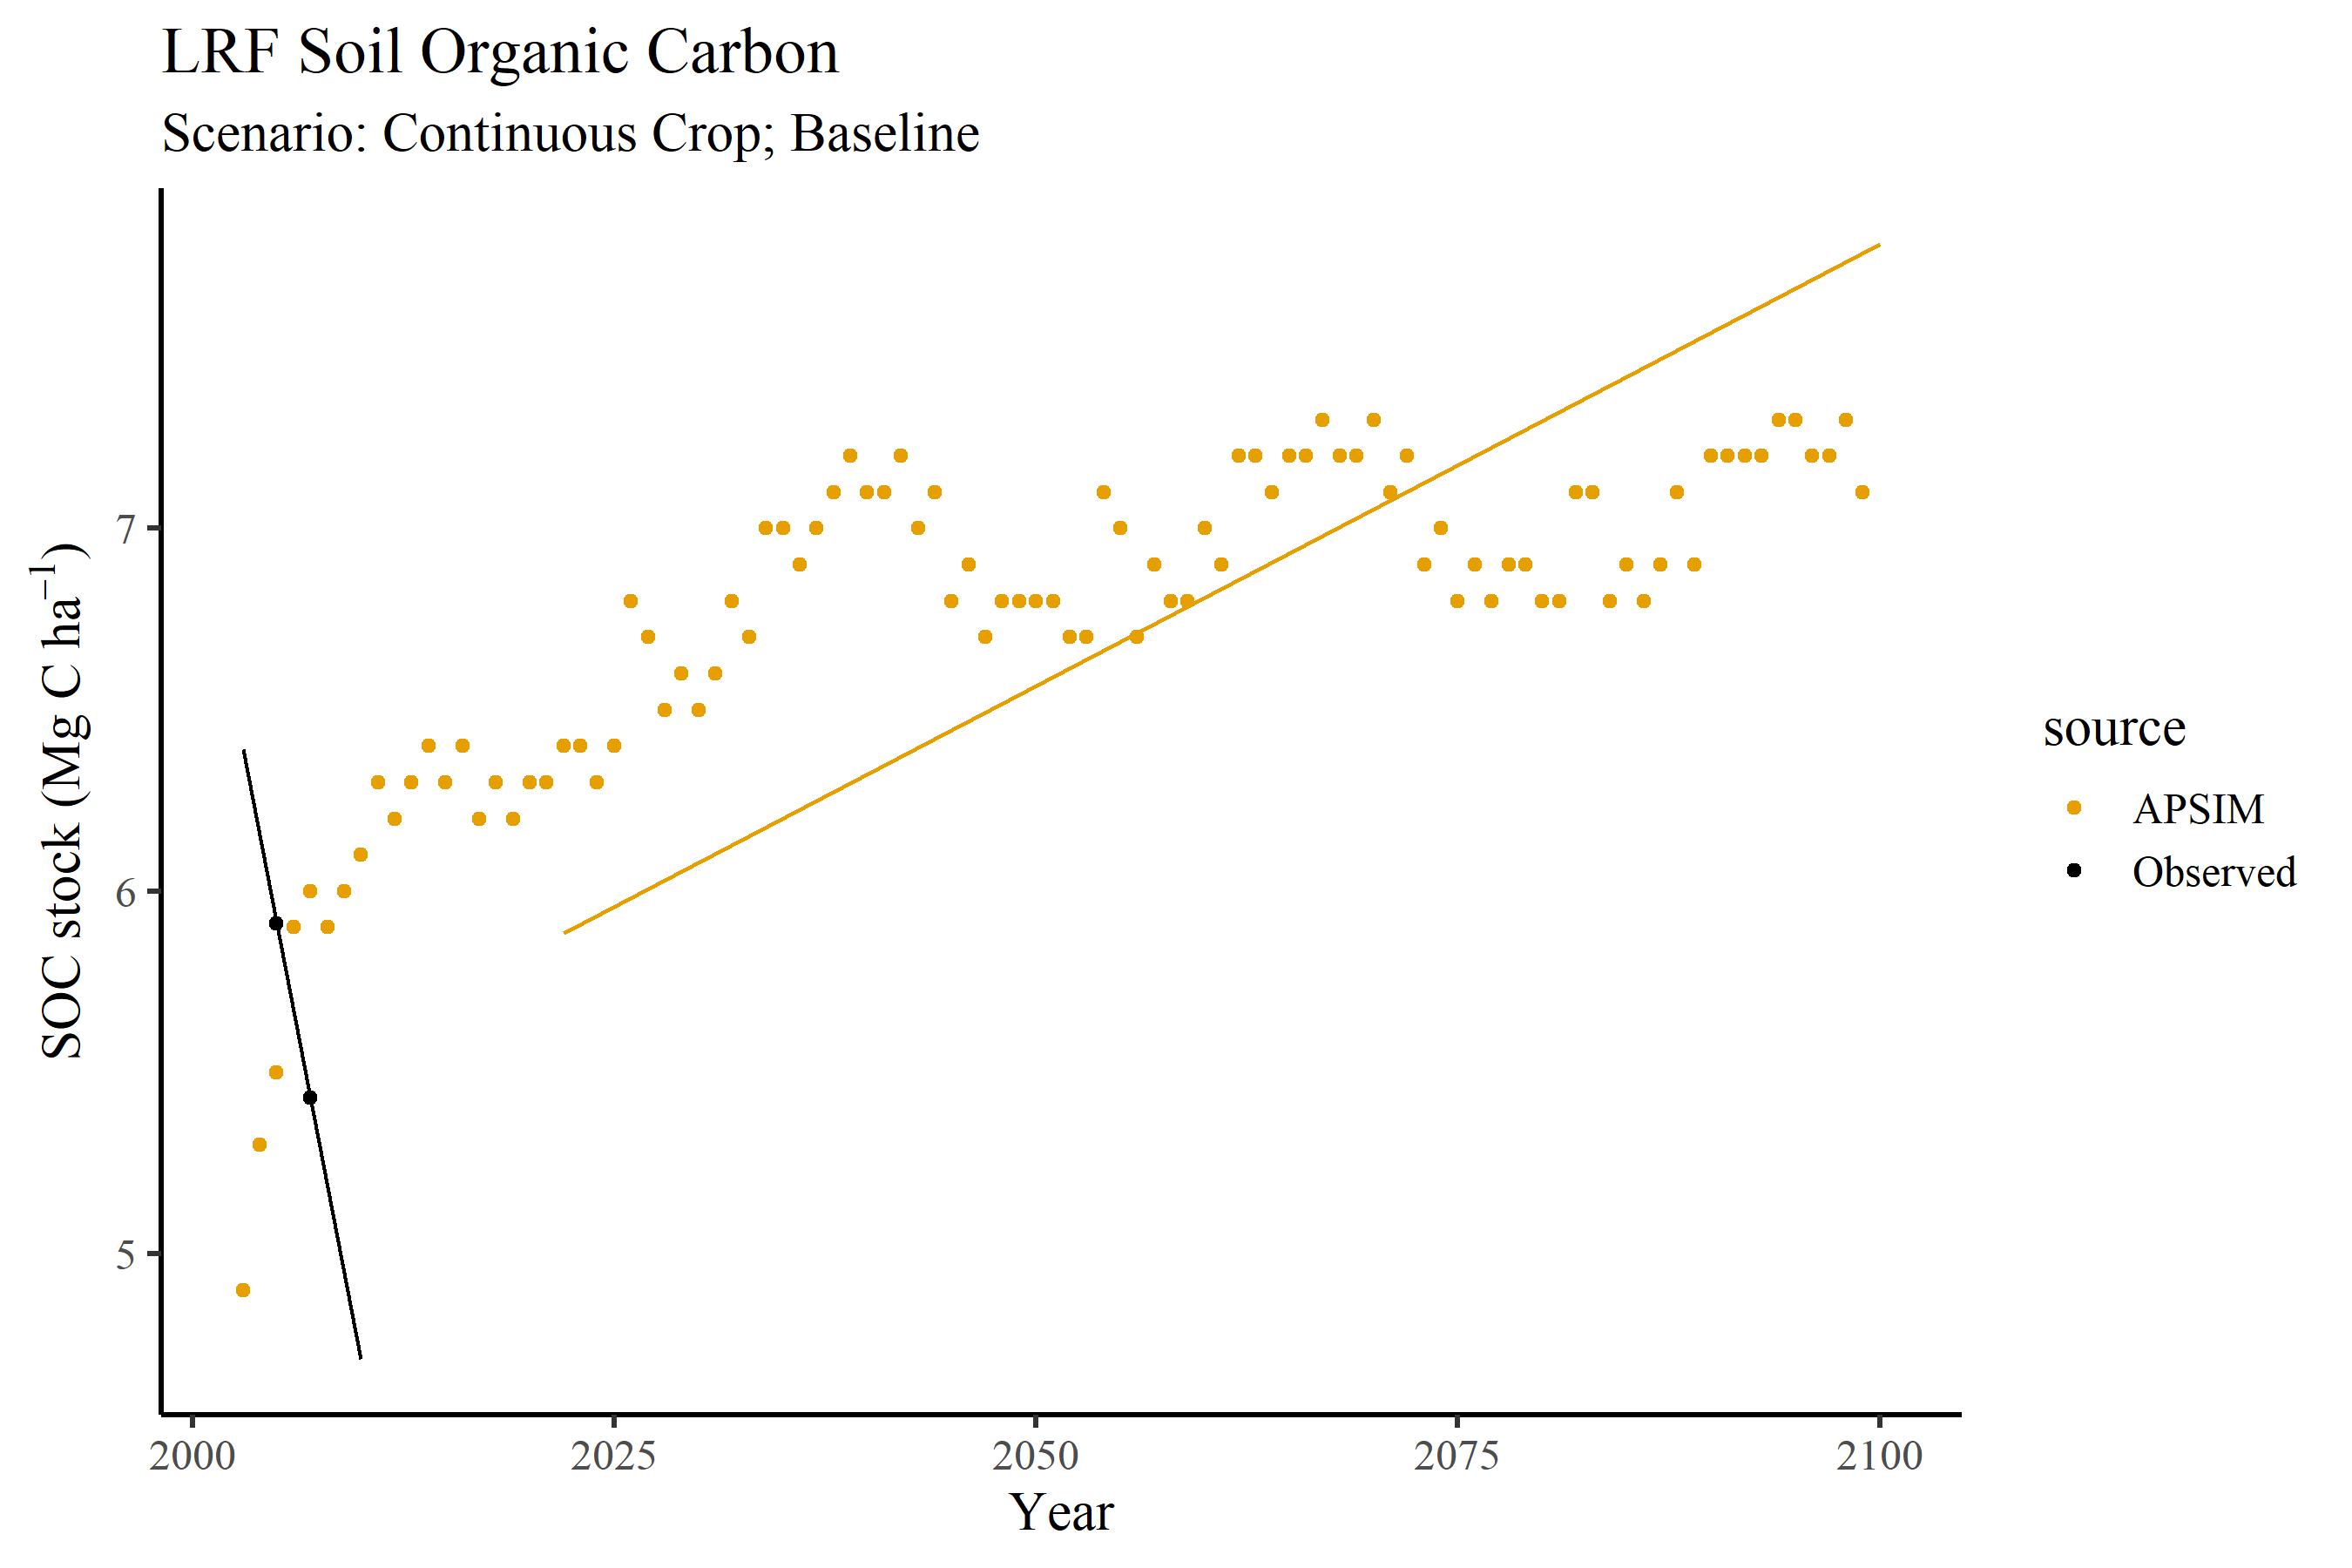 LRF Soil Organic Carbon
Scenario: Continuous Crop; Baseline
SOC stock (Mg C ha⁻¹)
7
6
5
2000 2025 2050 2075 2100
Year
source
APSIM
Observed